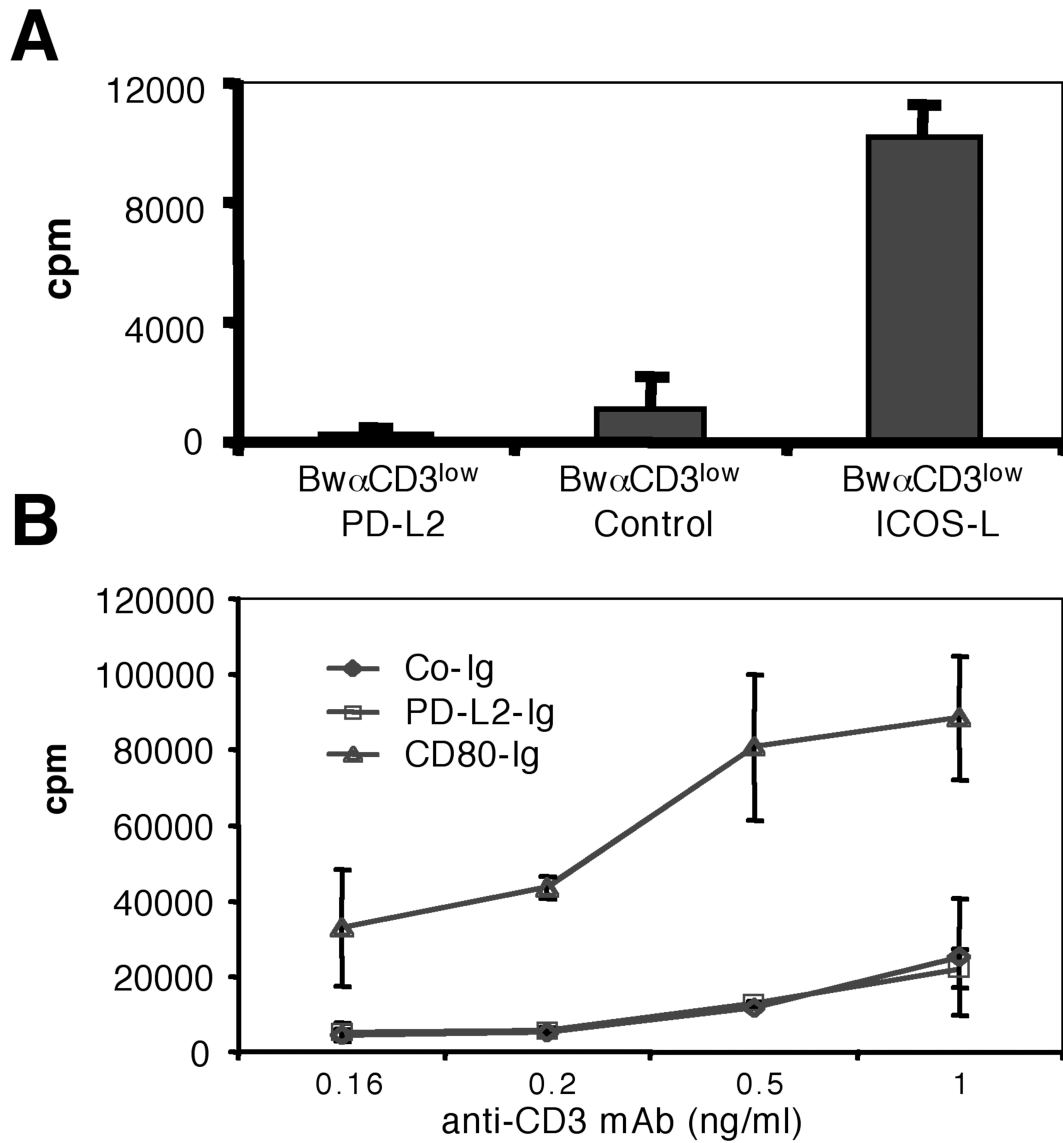 A
12000
8000
4000
0
cpm
BwαCD3low BwαCD3low BwαCD3low
PD-L2 Control ICOS-L
B
120000
100000
80000
60000
40000
20000
0
cpm
Co-Ig
PD-L2-Ig
CD80-Ig
0.16 0.2 0.5 1
anti-CD3 mAb (ng/ml)